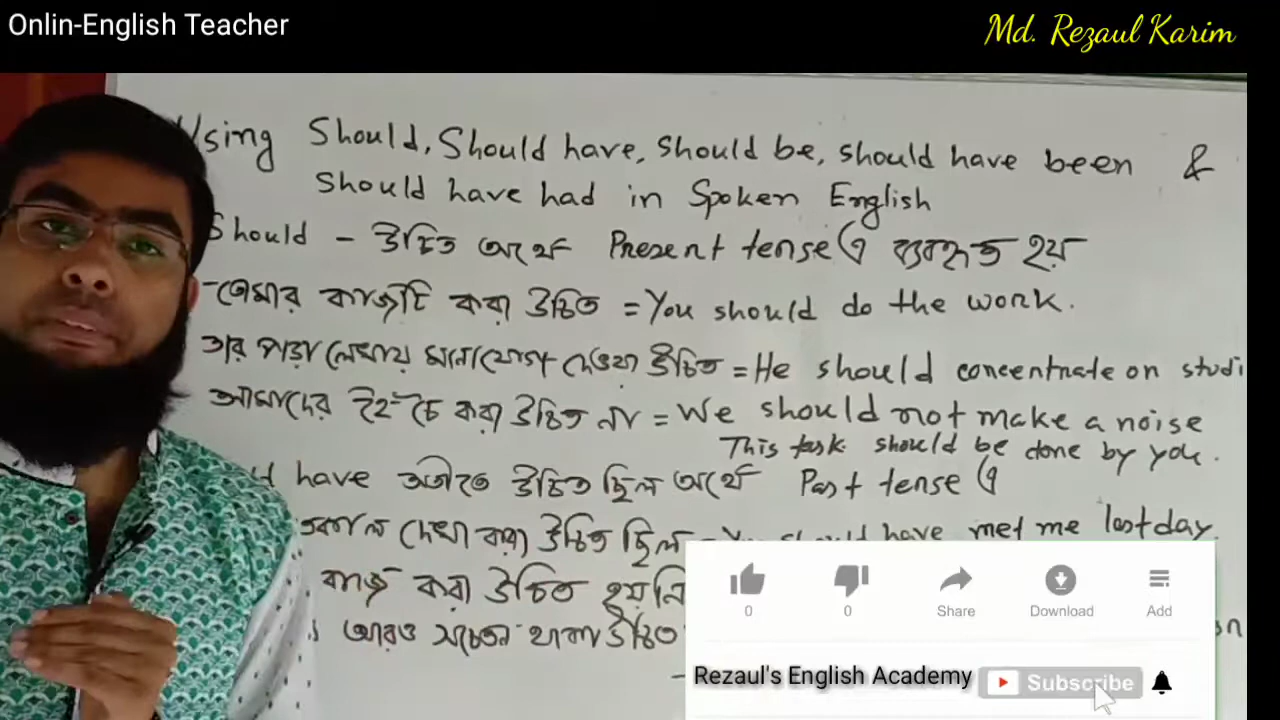 Onlin-English Teacher
Md. Rezaul Karim
Using Should, Should have, should be, should have been &
Should have had in Spoken English
Should – উচিত অর্থে Present tense এ ব্যবহৃত হয়
তোমার কাজটি করা উচিত = You should do the work.
তার পড়া লেখায় মনোযোগ দেওয়া উচিত = He should concentrate on studi
আমাদের হইচৈ করা উচিত নয় = We should not make a noise
This task should be done by you.
have অতীতে উচিত ছিল অর্থে Past tense এ
দেখা করা উচিত ছিল should have met me last day.
কাজ করা উচিত হয়নি
আরও সচেতন থাকা উচিত
0
0
Share
Download
Add
Rezaul's English Academy
Subscribe